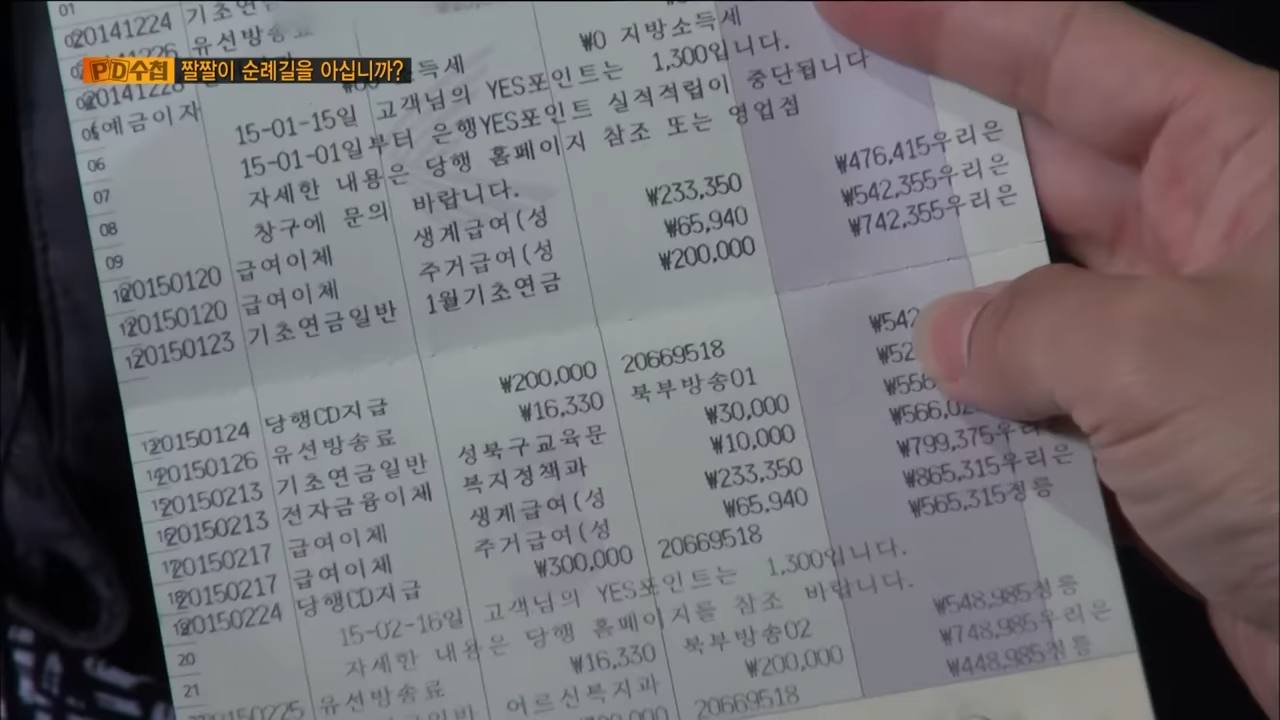 PD수첩 짤짤이 순례길을 아십니까?
01
20141224 기초연금
유선방송료
₩0 지방소득세
득세
예금이자
06 15-01-15일 고객님의 YES포인트는 1,300입니다.
07 15-01-01일부터 은행YES포인트 실적적립이 중단됩니다
08 자세한 내용은 당행 홈페이지 참조 또는 영업점
09 창구에 문의 바랍니다.
20150120 급여이체 생계급여(성 ₩233,350 ₩476,415우리은
20150120 급여이체 주거급여(성 ₩65,940 ₩542,355우리은
20150123 기초연금일반 1월기초연금 ₩200,000 ₩742,355우리은
20150124 당행CD지급 ₩200,000 20669518 ₩542
20150126 유선방송료 ₩16,330 북부방송01 ₩52
20150213 기초연금일반 성북구교육문 ₩30,000 ₩556
20150213 전자금융이체 복지정책과 ₩10,000 ₩566,02
20150217 급여이체 생계급여(성 ₩233,350 ₩799,375우리은
20150217 급여이체 주거급여(성 ₩65,940 ₩865,315우리은
20150224 당행CD지급 ₩300,000 20669518 ₩565,315정릉
20 15-02-16일 고객님의 YES포인트는 1,300입니다.
21 자세한 내용은 당행 홈페이지를 참조 바랍니다.
20150225 유선방송료 ₩16,330 북부방송02 ₩548,985정릉
어르신복지과 ₩200,000 ₩748,985우리은
20669518 ₩448,985정릉